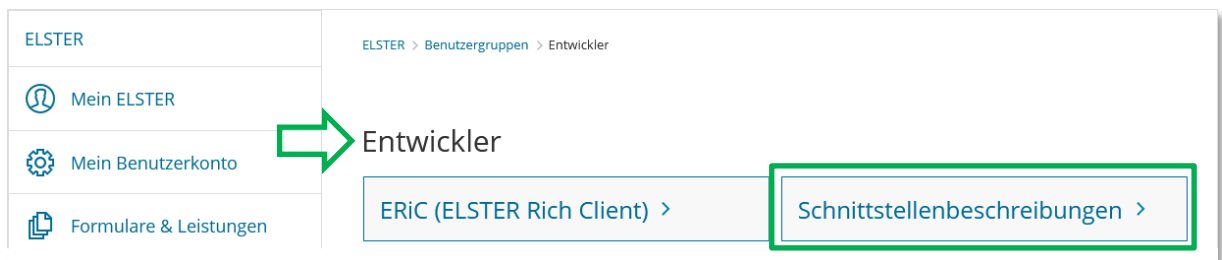 ELSTER
Mein ELSTER
Mein Benutzerkonto
Formulare & Leistungen
ELSTER > Benutzergruppen > Entwickler
Entwickler
ERiC (ELSTER Rich Client) >
Schnittstellenbeschreibungen >